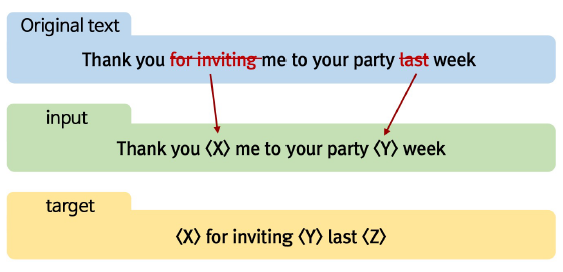 Original text
Thank you for inviting me to your party last week
input
Thank you ⟨X⟩ me to your party ⟨Y⟩ week
target
⟨X⟩ for inviting ⟨Y⟩ last ⟨Z⟩